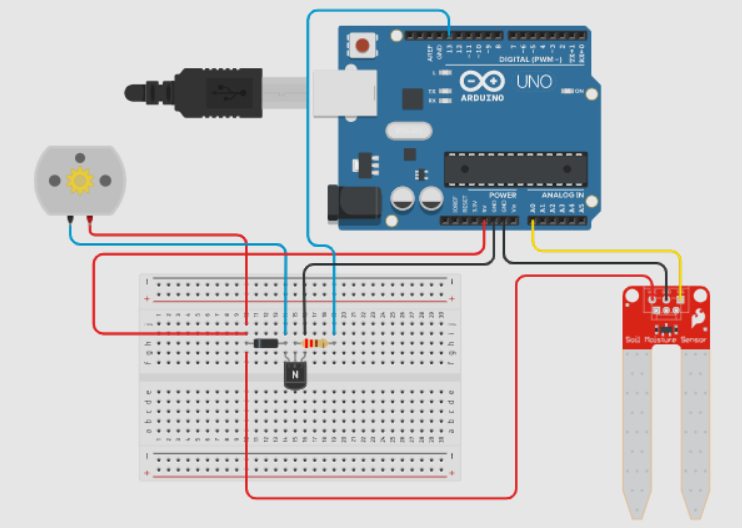 AREF
GND
13
12
~11
~10
~9
8
7
~6
~5
4
~3
2
TX→1
RX←0
DIGITAL (PWM~)
L
TX
RX
UNO
ARDUINO
ON
POWER
ANALOG IN
IOREF
RESET
3.3V
5V
GND
GND
Vin
A0
A1
A2
A3
A4
A5
N
Soil Moisture Sensor
f g h i j
a b c d e